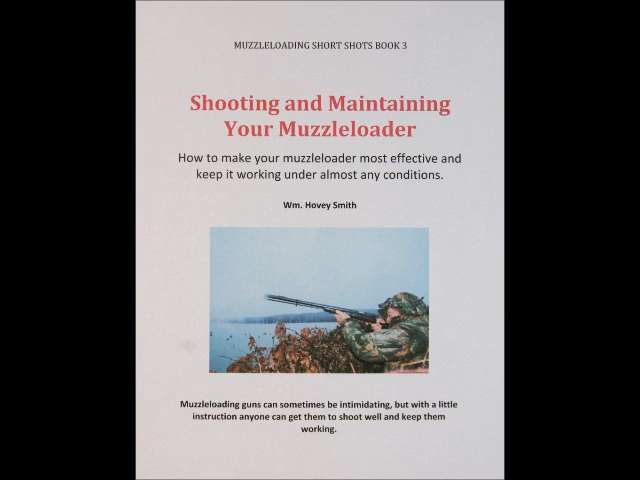 MUZZLELOADING SHORT SHOTS BOOK 3
Shooting and Maintaining
Your Muzzleloader
How to make your muzzleloader most effective and
keep it working under almost any conditions.
Wm. Hovey Smith
Muzzleloading guns can sometimes be intimidating, but with a little
instruction anyone can get them to shoot well and keep them
working.